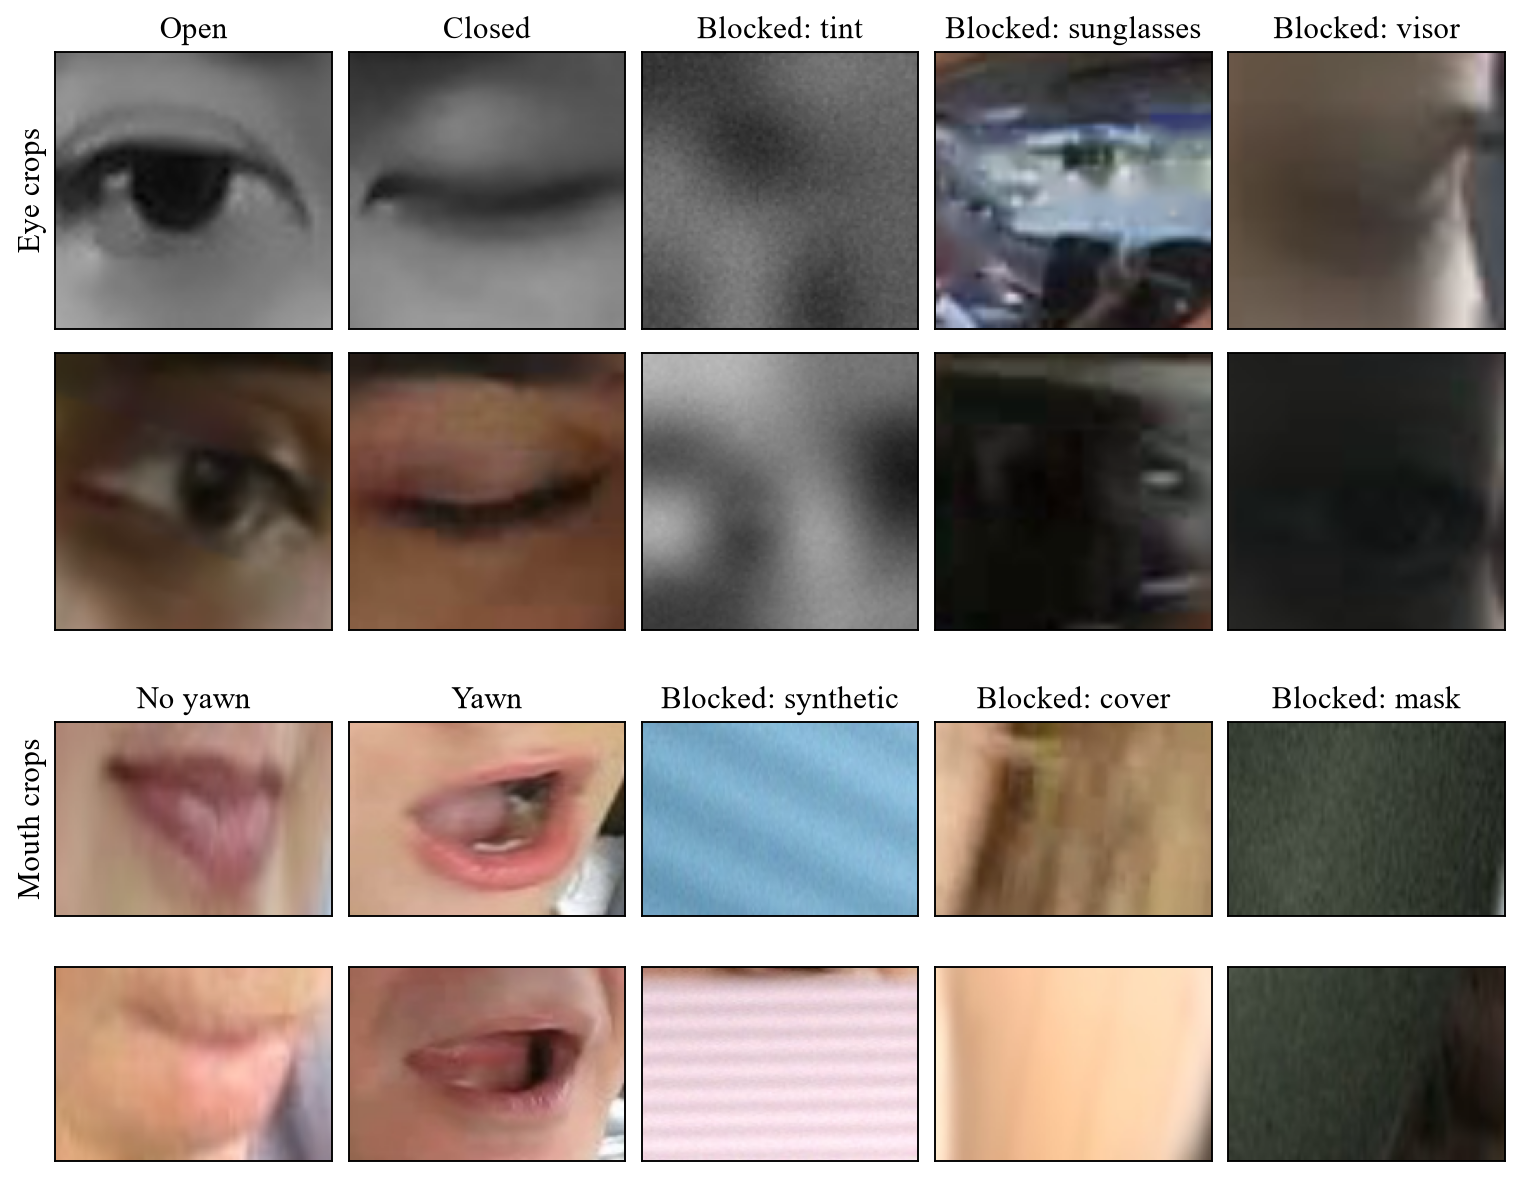 Open
Closed
Blocked: tint
Blocked: sunglasses
Blocked: visor
Eye crops
No yawn
Yawn
Blocked: synthetic
Blocked: cover
Blocked: mask
Mouth crops